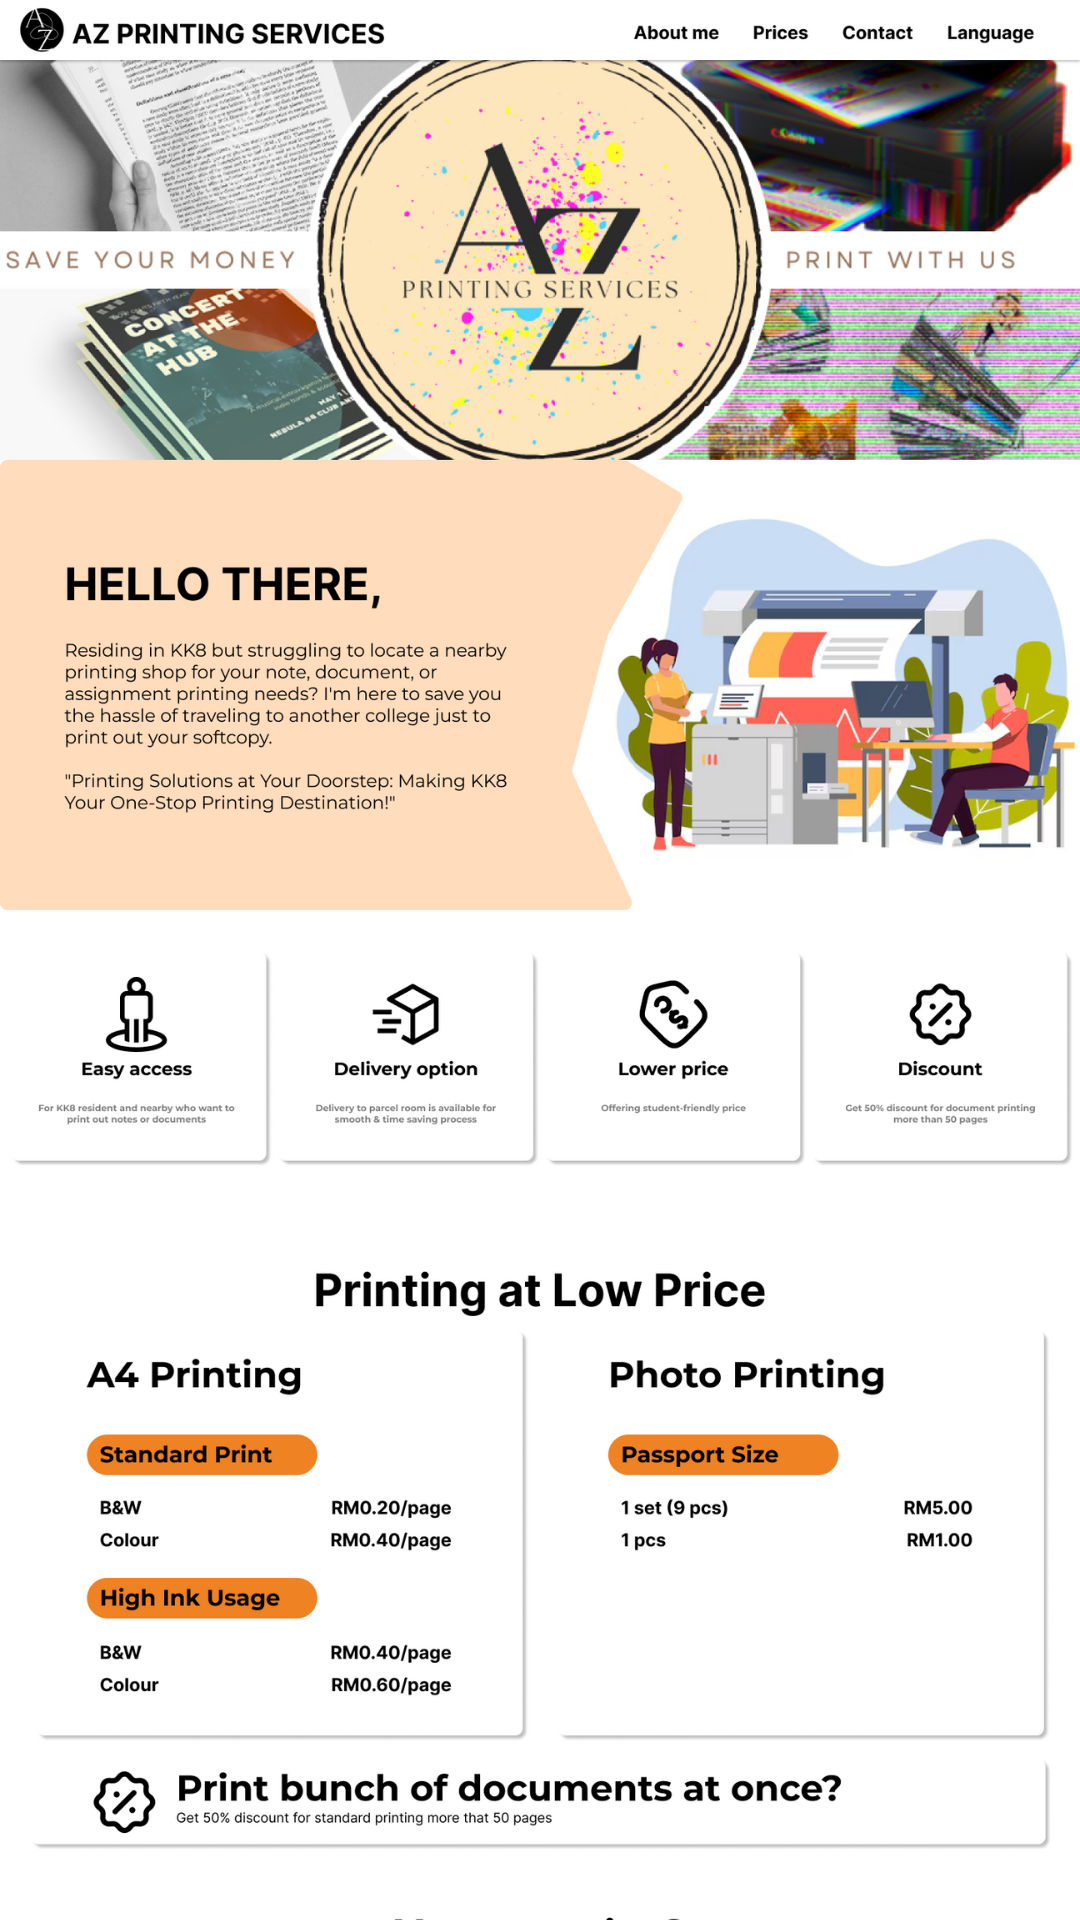 AZ PRINTING SERVICES
About me
Prices
Contact
Language
Definition and classification of a case study
Canon
AZ
PRINTING SERVICES
SAVE YOUR MONEY
PRINT WITH US
CONCERT
AT THE
HUB
HELLO THERE,
Residing in KK8 but struggling to locate a nearby
printing shop for your note, document, or
assignment printing needs? I'm here to save you
the hassle of traveling to another college just to
print out your softcopy.
"Printing Solutions at Your Doorstep: Making KK8
Your One-Stop Printing Destination!"
Easy access
For KK8 resident and nearby who want to
print out notes or documents
Delivery option
Delivery to parcel room is available for
smooth & time saving process
Lower price
Offering student-friendly price
Discount
Get 50% discount for document printing
more than 50 pages
Printing at Low Price
A4 Printing
Standard Print
B&W RM0.20/page
Colour RM0.40/page
High Ink Usage
B&W RM0.40/page
Colour RM0.60/page
Photo Printing
Passport Size
1 set (9 pcs) RM5.00
1 pcs RM1.00
Print bunch of documents at once?
Get 50% discount for standard printing more that 50 pages